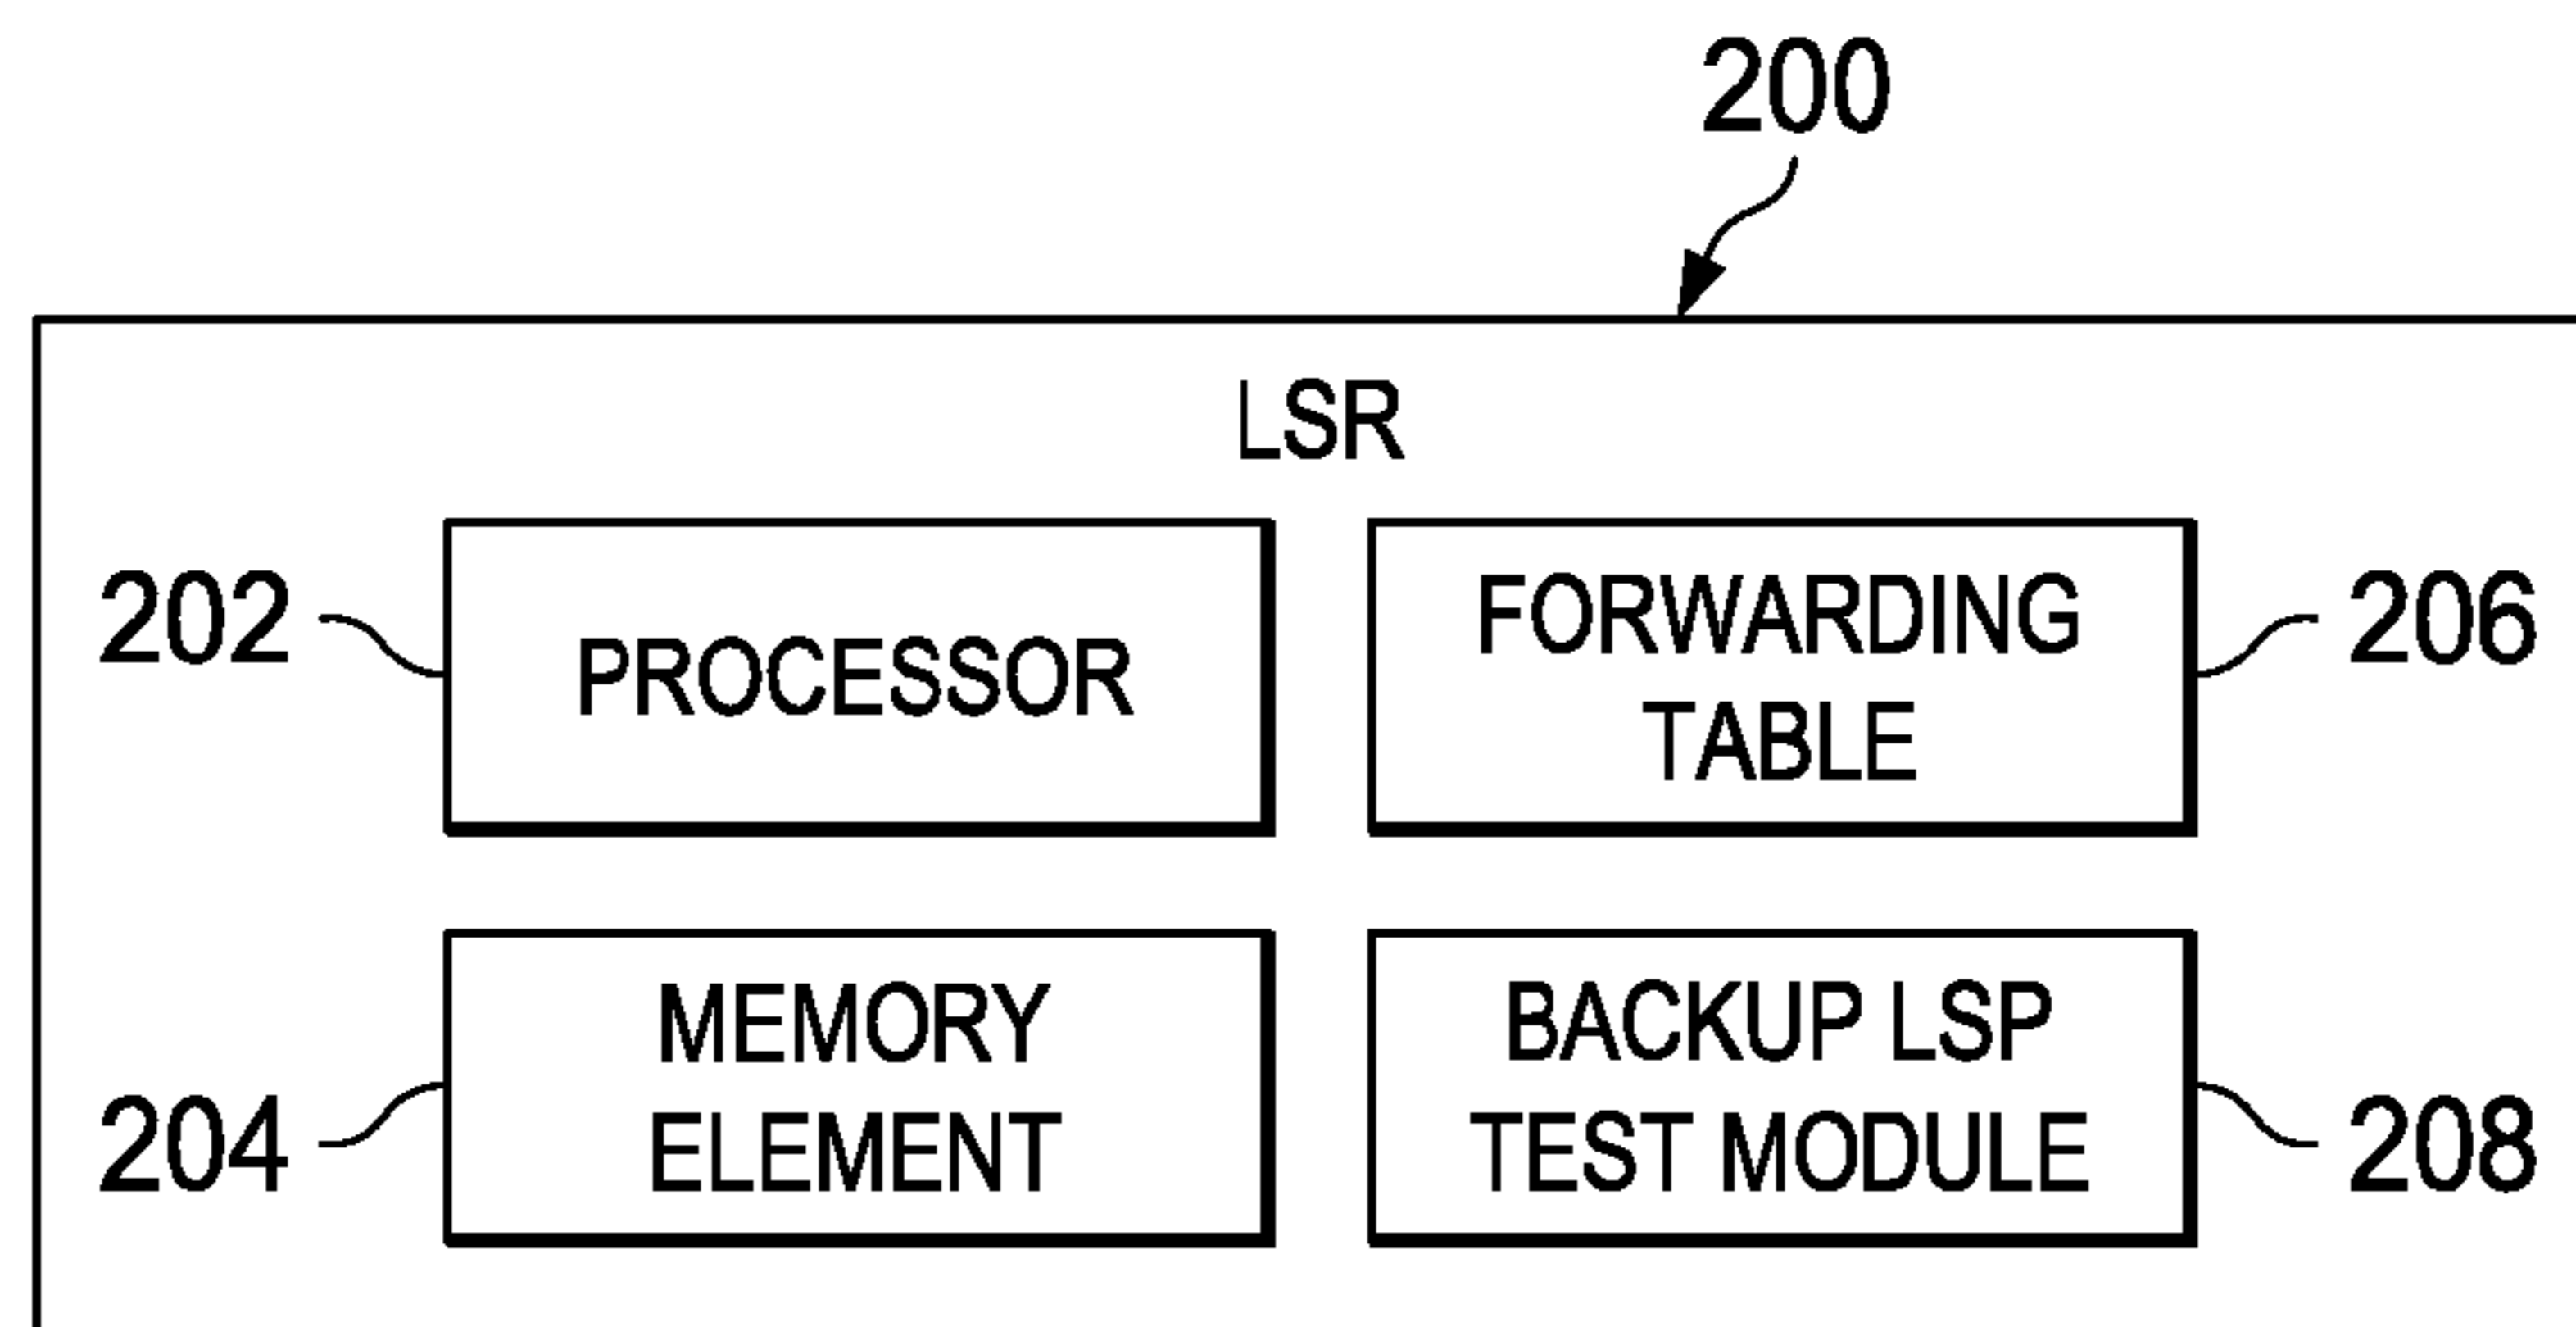 200
LSR
202
PROCESSOR
FORWARDING
TABLE
206
204
MEMORY
ELEMENT
BACKUP LSP
TEST MODULE
208